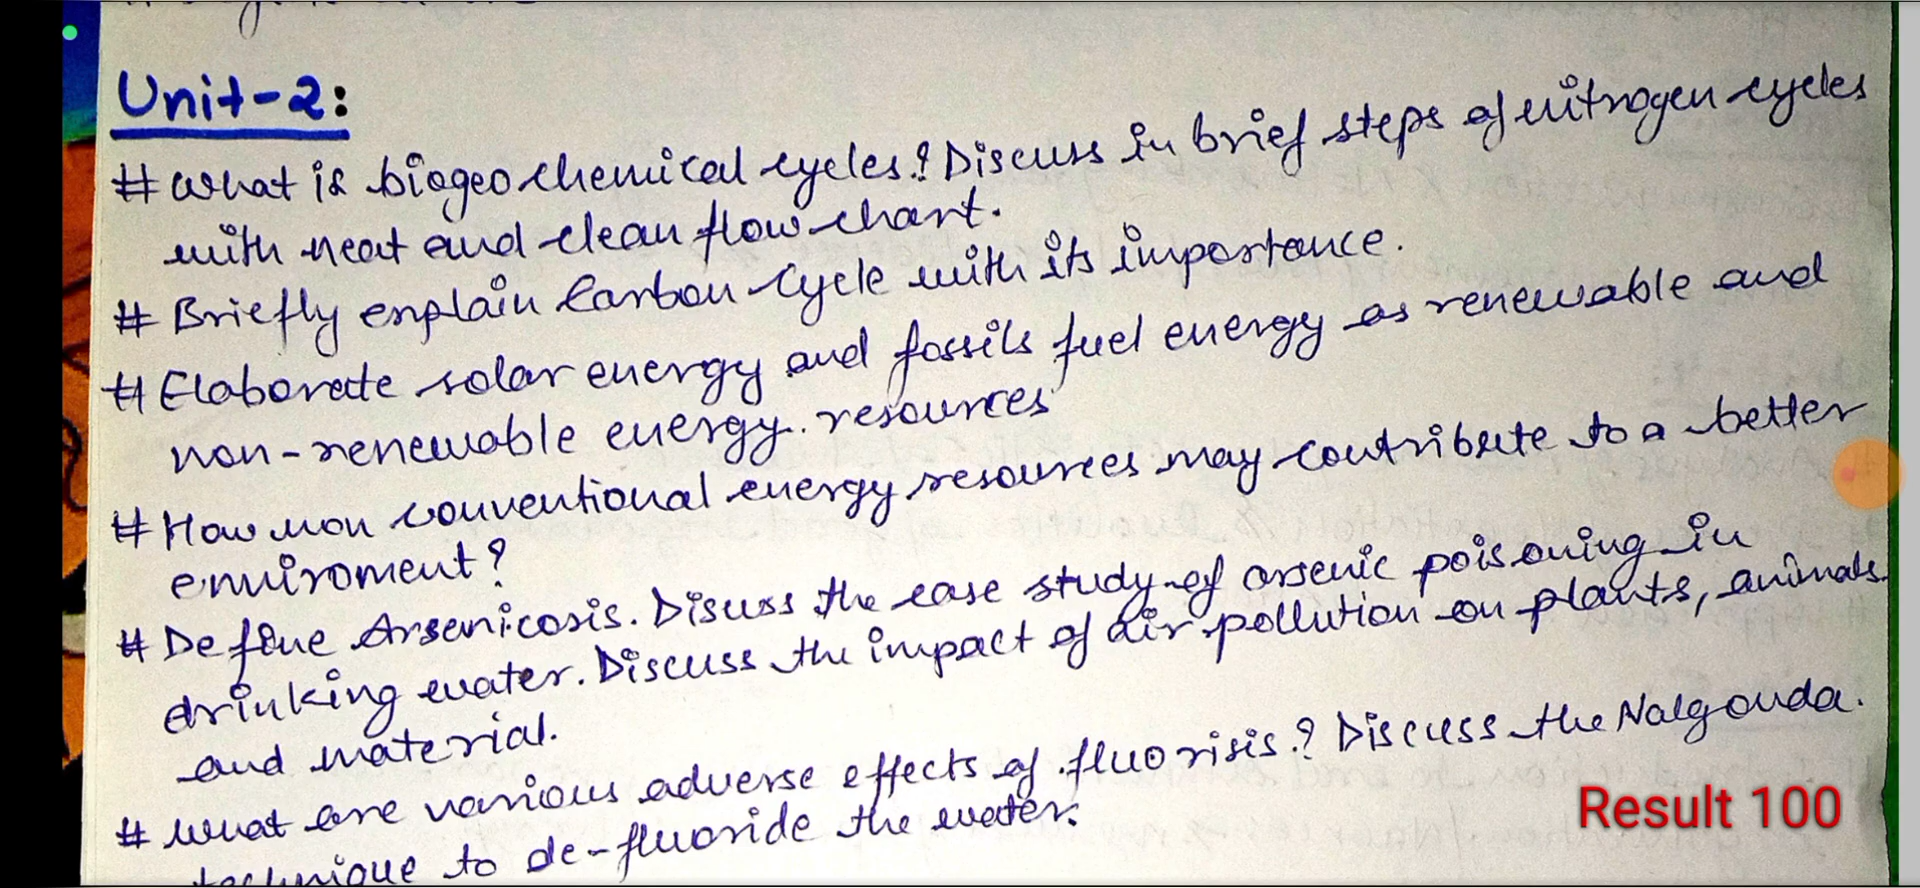 Unit-2:
# What is biogeochemical cycles.? Discuss in brief steps of nitrogen cycles
with neat and clean flow chart.
# Briefly explain Carbon Cycle with its importance.
# Elaborate solar energy and fossils fuel energy as renewable and
non-renewable energy. resources
# How non conventional energy resources may contribute to a better
enviroment?
# Define Arsenicosis. Disuss the case study of arsenic poisoning in
drinking water. Discuss the impact of air pollution on plants, animals
and material.
# What are various adverse effects of fluorisis.? Discuss the Nalgonda.
technique to de-fluoride the water.
Result 100